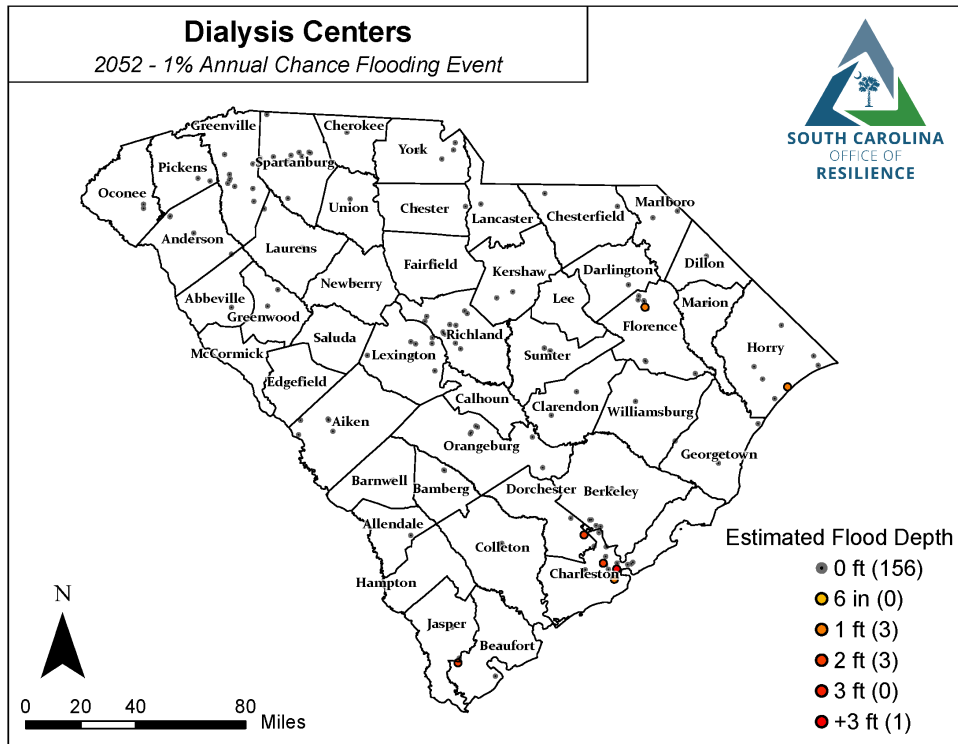 Dialysis Centers
2052 - 1% Annual Chance Flooding Event
SOUTH CAROLINA
OFFICE OF
RESILIENCE
Cherokee
Greenville
York
Spartanburg
Pickens
Oconee
Union
Chester
Lancaster
Chesterfield
Marlboro
Anderson
Laurens
Fairfield
Kershaw
Darlington
Dillon
Newberry
Lee
Marion
Abbeville
Greenwood
Florence
Richland
Saluda
Horry
McCormick
Lexington
Sumter
Edgefield
Calhoun
Clarendon
Williamsburg
Aiken
Orangeburg
Georgetown
Barnwell
Bamberg
Dorchester
Berkeley
Allendale
Colleton
Charleston
Hampton
Jasper
Beaufort
Estimated Flood Depth
0 ft (156)
6 in (0)
1 ft (3)
2 ft (3)
3 ft (0)
+3 ft (1)
N
0 20 40 80
Miles